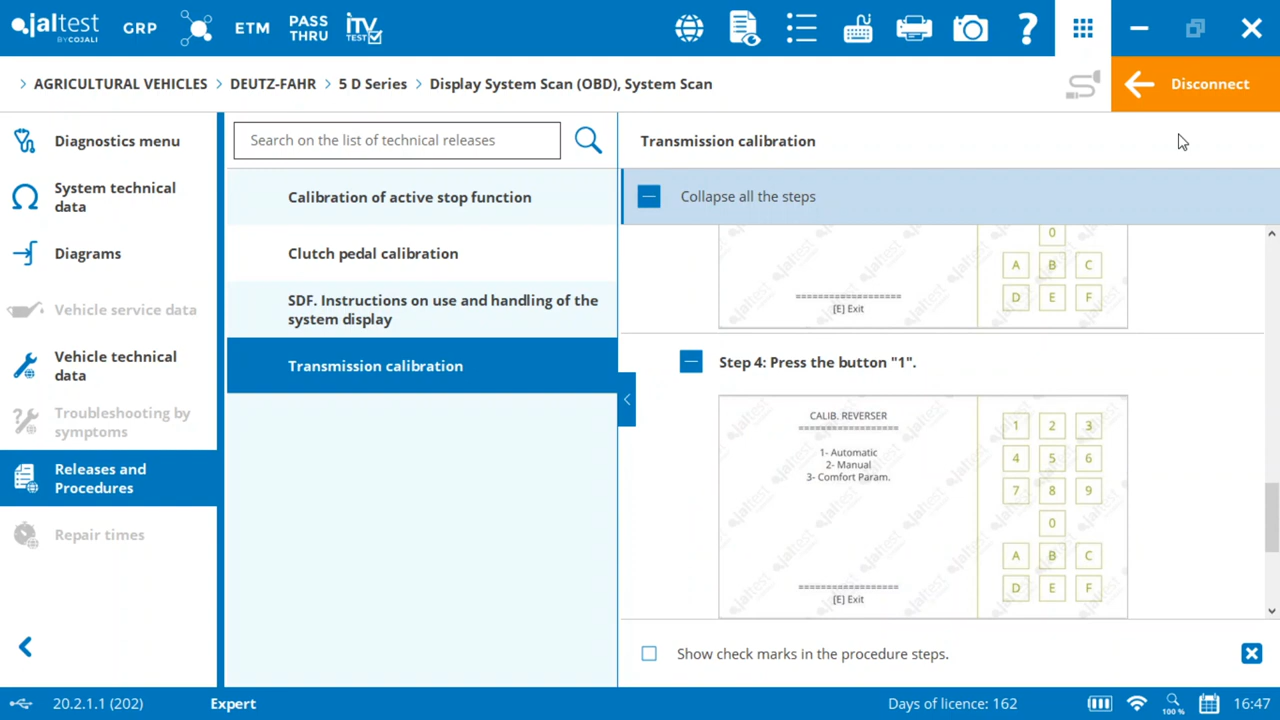 jaltest
BY COJALI
GRP
ETM
PASS
THRU
itv
TEST
?
AGRICULTURAL VEHICLES
DEUTZ-FAHR
5 D Series
Display System Scan (OBD), System Scan
Disconnect
Diagnostics menu
System technical
data
Diagrams
Vehicle service data
Vehicle technical
data
Troubleshooting by
symptoms
Releases and
Procedures
Repair times
Search on the list of technical releases
Calibration of active stop function
Clutch pedal calibration
SDF. Instructions on use and handling of the
system display
Transmission calibration
Transmission calibration
Collapse all the steps
0
A B C
D E F
===================
[E] Exit
Step 4: Press the button "1".
CALIB. REVERSER
===================
1- Automatic
2- Manual
3- Comfort Param.
===================
[E] Exit
1 2 3
4 5 6
7 8 9
0
A B C
D E F
Show check marks in the procedure steps.
20.2.1.1 (202)
Expert
Days of licence: 162
100 %
16:47